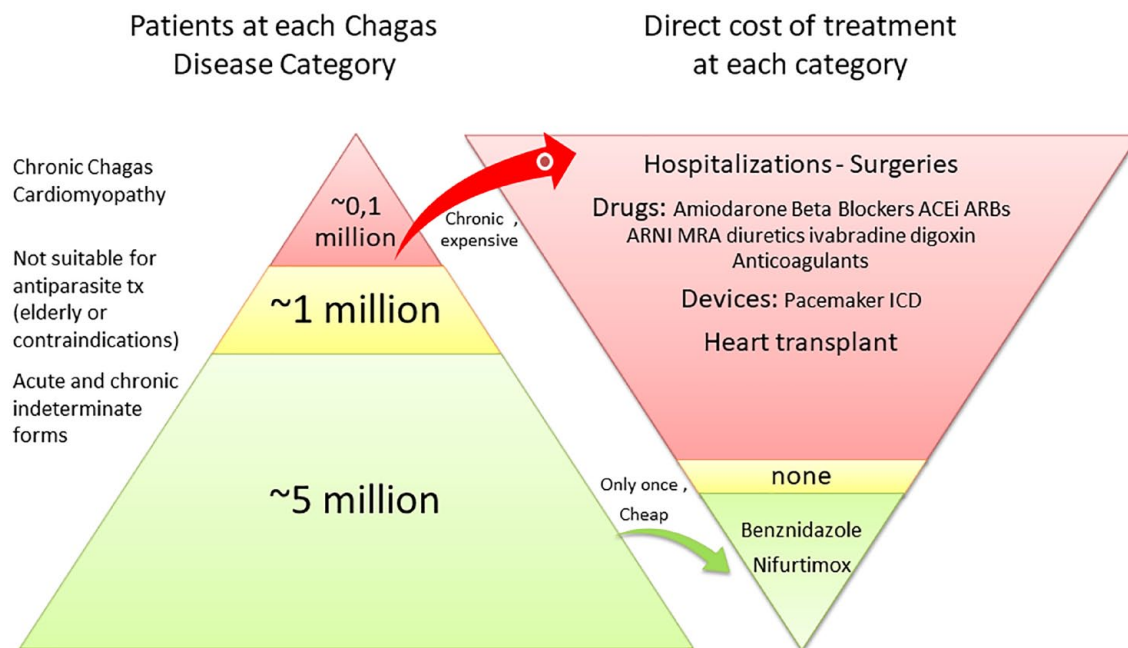 Patients at each Chagas
Disease Category
Direct cost of treatment
at each category
Chronic Chagas
Cardiomyopathy
~0,1
million
Not suitable for
antiparasite tx
(elderly or
contraindications)
~1 million
Acute and chronic
indeterminate
forms
~5 million
Chronic ,
expensive
Hospitalizations - Surgeries
Drugs: Amiodarone Beta Blockers ACEi ARBs
ARNI MRA diuretics ivabradine digoxin
Anticoagulants
Devices: Pacemaker ICD
Heart transplant
none
Only once ,
Cheap
Benznidazole
Nifurtimox